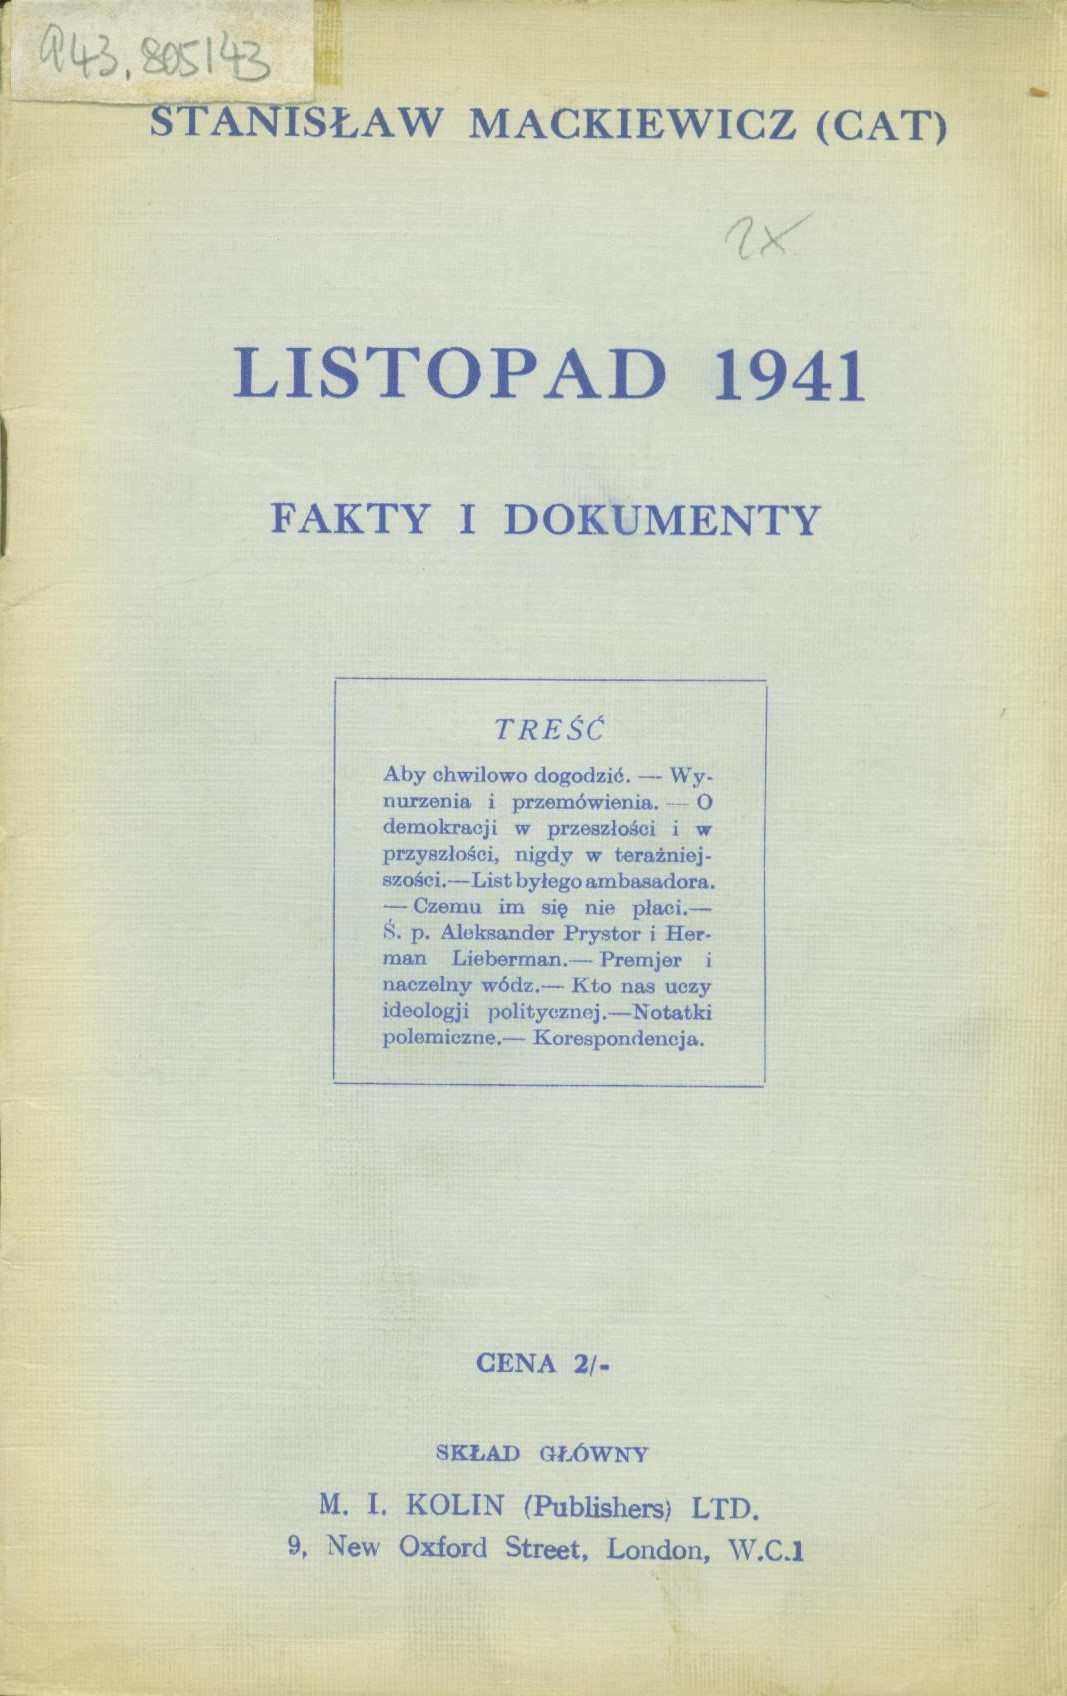 943.805143
STANISŁAW MACKIEWICZ (CAT)
2x
LISTOPAD 1941
FAKTY I DOKUMENTY
TREŚĆ
Aby chwilowo dogodzić. — Wy-
nurzenia i przemówienia. — O
demokracji w przeszłości i w
przyszłości, nigdy w teraźniej-
szości.—List byłego ambasadora.
— Czemu im się nie płaci.—
Ś. p. Aleksander Prystor i Her-
man Lieberman.— Premjer i
naczelny wódz.— Kto nas uczy
ideologji politycznej.—Notatki
polemiczne.— Korespondencja.
CENA 2/-
SKŁAD GŁÓWNY
M. I. KOLIN (Publishers) LTD.
9, New Oxford Street, London, W.C.1